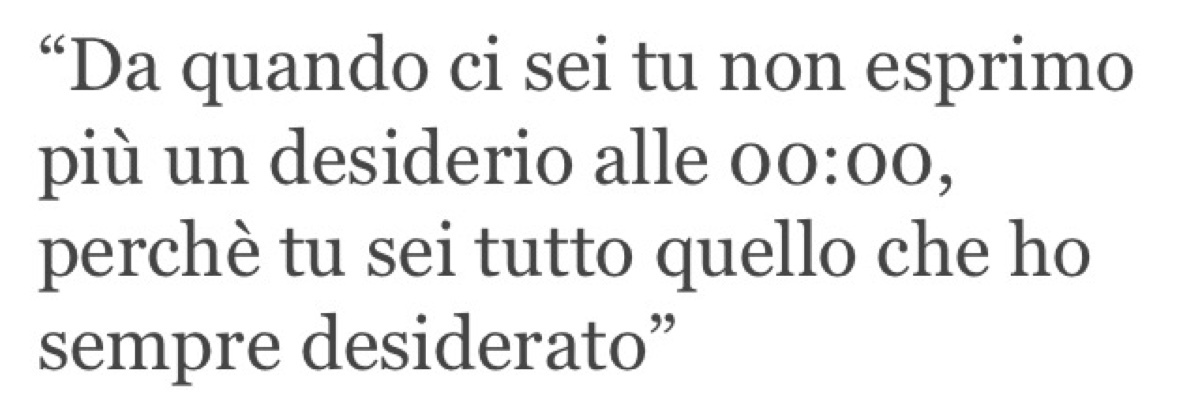 “Da quando ci sei tu non esprimo
più un desiderio alle 00:00,
perchè tu sei tutto quello che ho
sempre desiderato”